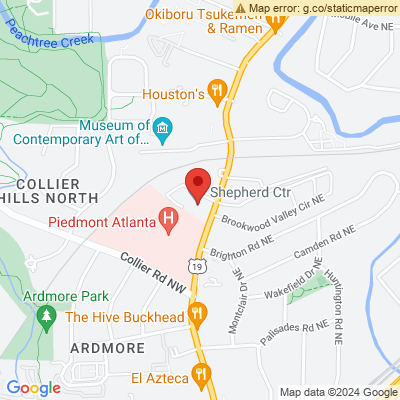 Map error: g.co/staticmaperror
Okiboru Tsukemen
& Ramen
Mobile Ave NE
Peachtree Creek
Houston's
Museum of
Contemporary Art of...
COLLIER
HILLS NORTH
Shepherd Ctr
Piedmont Atlanta
H
Brookwood Valley Cir NE
Brighton Rd NE
Camden Rd NE
Collier Rd NW
19
Wakefield Dr NE
Huntington Rd NE
Montclair Dr NE
Ardmore Park
The Hive Buckhead
Palisades Rd NE
ARDMORE
El Azteca
Google
Map data ©2024 Google